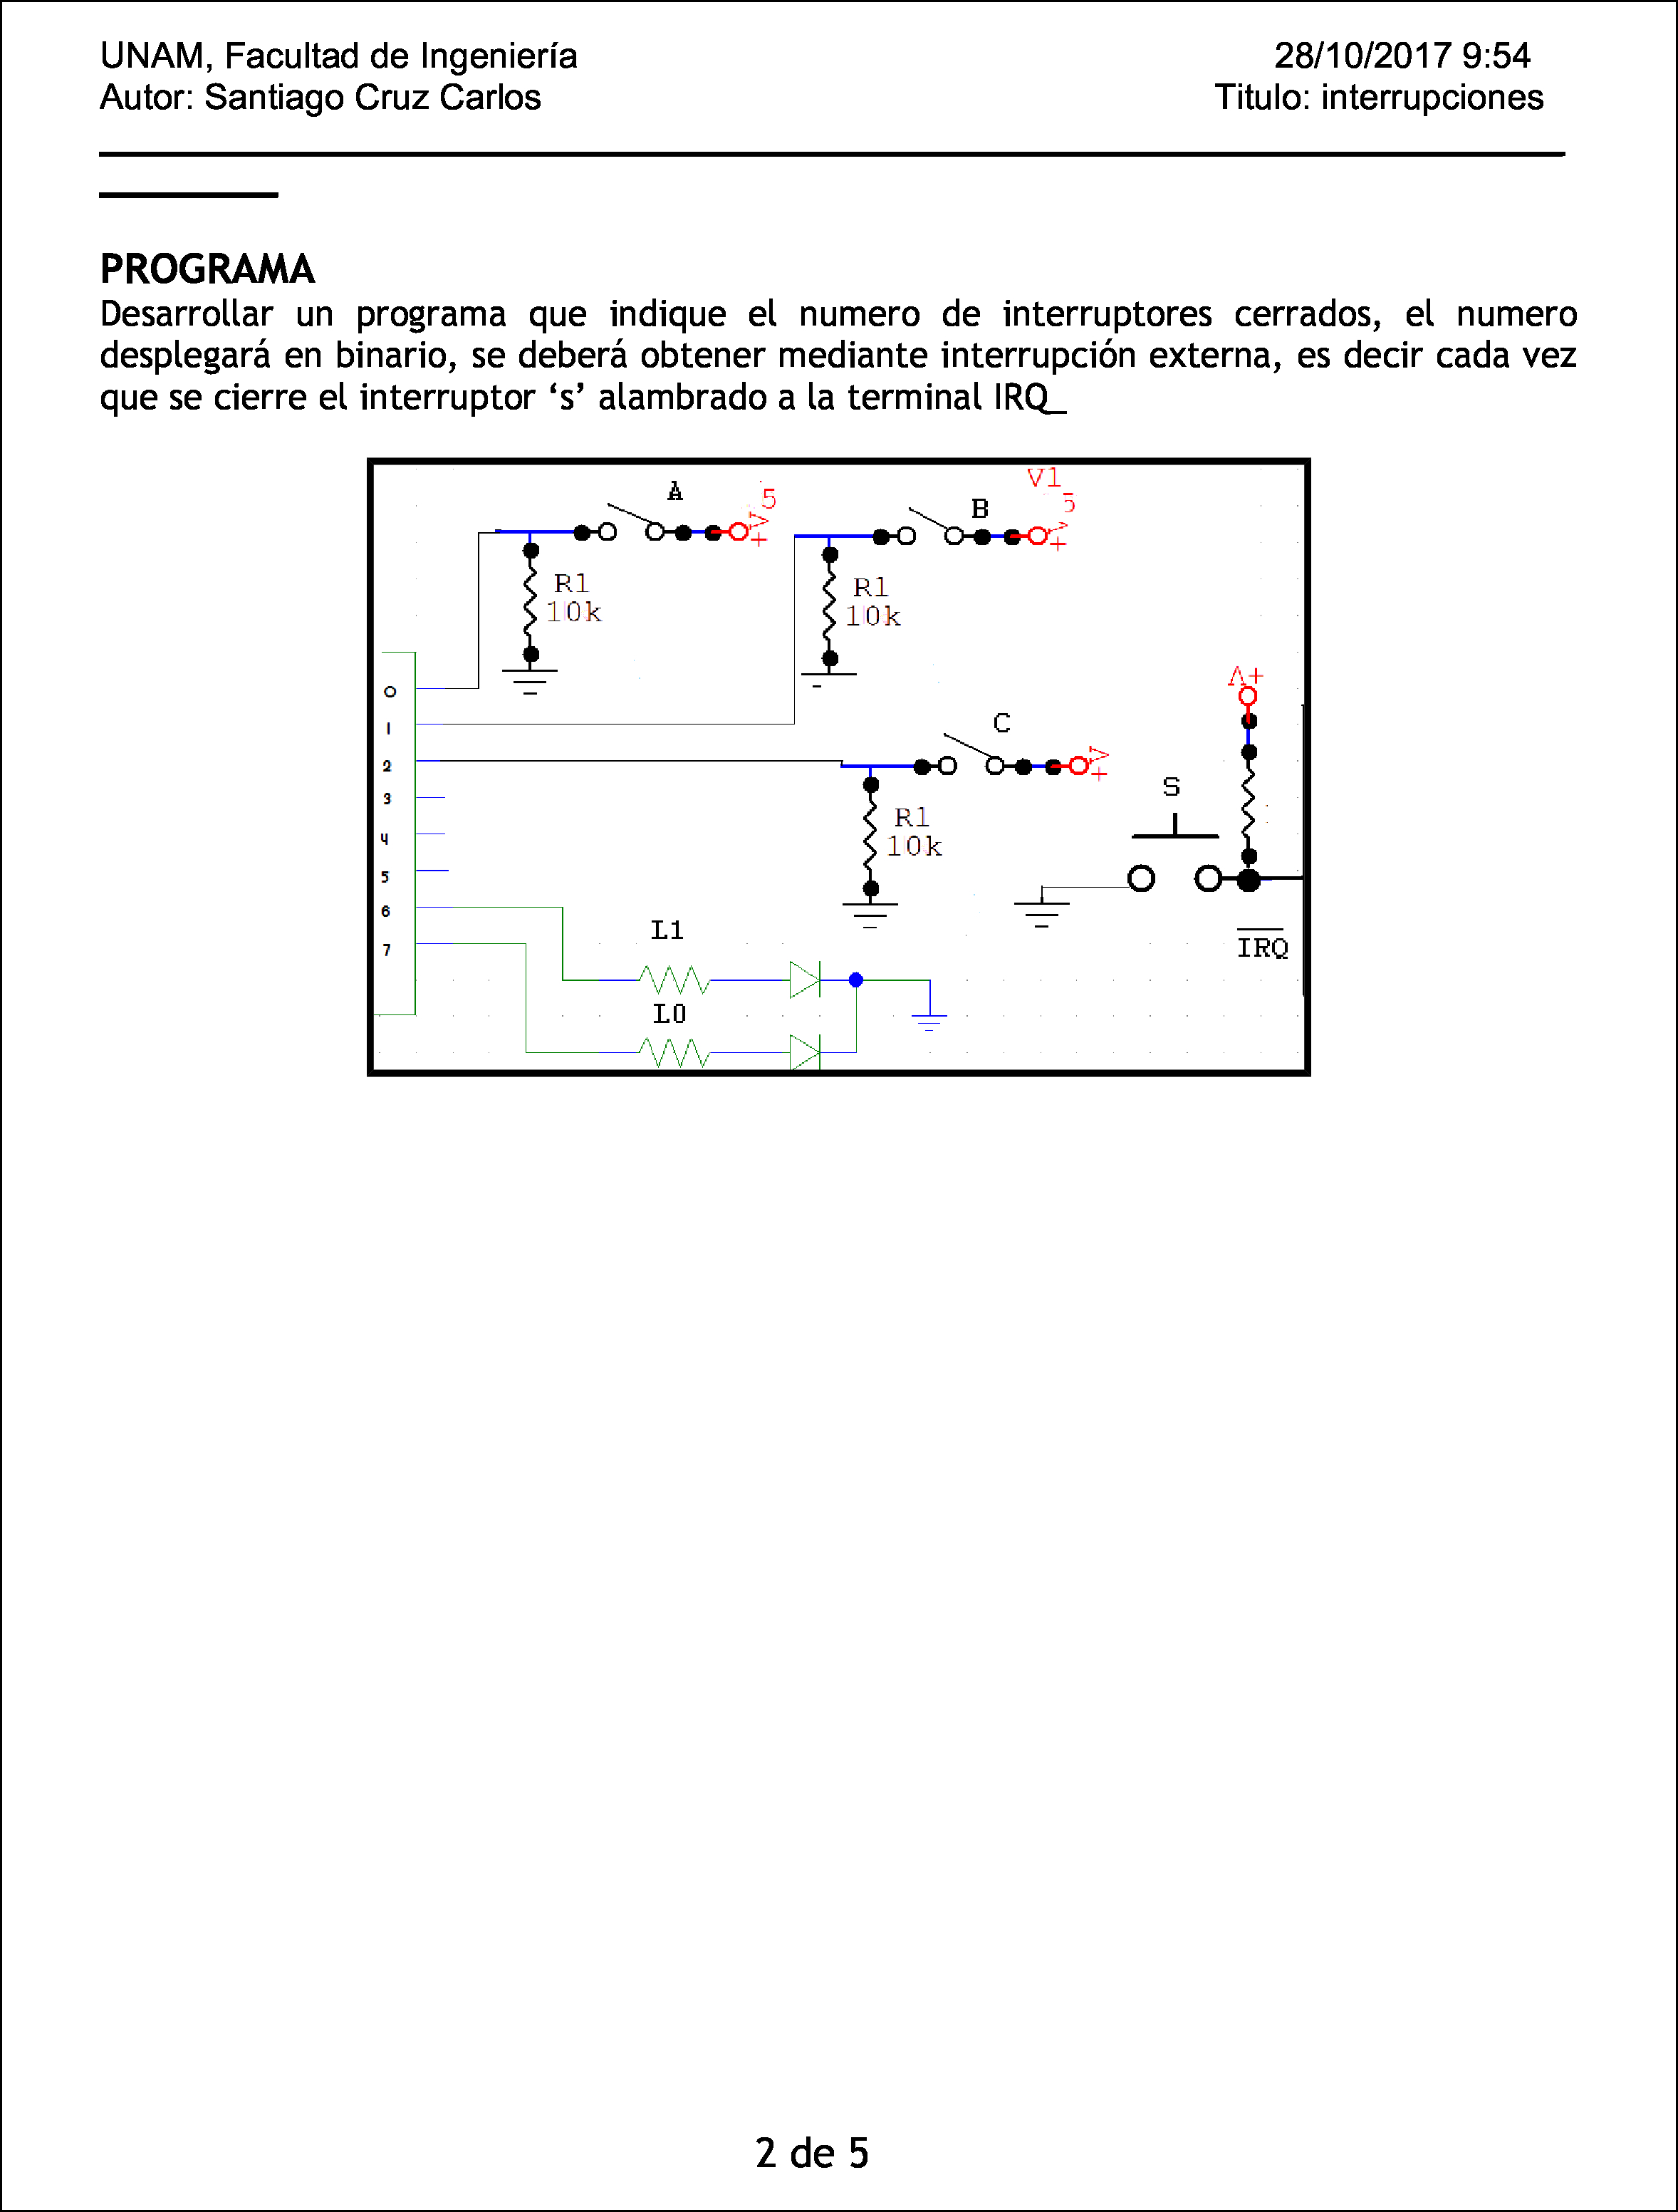 UNAM, Facultad de Ingeniería 28/10/2017 9:54
Autor: Santiago Cruz Carlos Titulo: interrupciones
PROGRAMA
Desarrollar un programa que indique el numero de interruptores cerrados, el numero
desplegará en binario, se deberá obtener mediante interrupción externa, es decir cada vez
que se cierre el interruptor ‘s’ alambrado a la terminal IRQ_
A
5
+V
V1
B
5
+V
R1
10k
R1
10k
0
1
2
3
4
5
6
7
C
+V
R1
10k
V+
S
IRQ
L1
L0
2 de 5